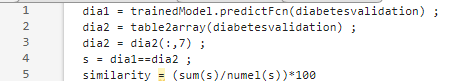 1 dia1 = trainedModel.predictFcn(diabetesvalidation) ;
2 dia2 = table2array(diabetesvalidation) ;
3 dia2 = dia2(:,7) ;
4 s = dia1==dia2 ;
5 similarity = (sum(s)/numel(s))*100